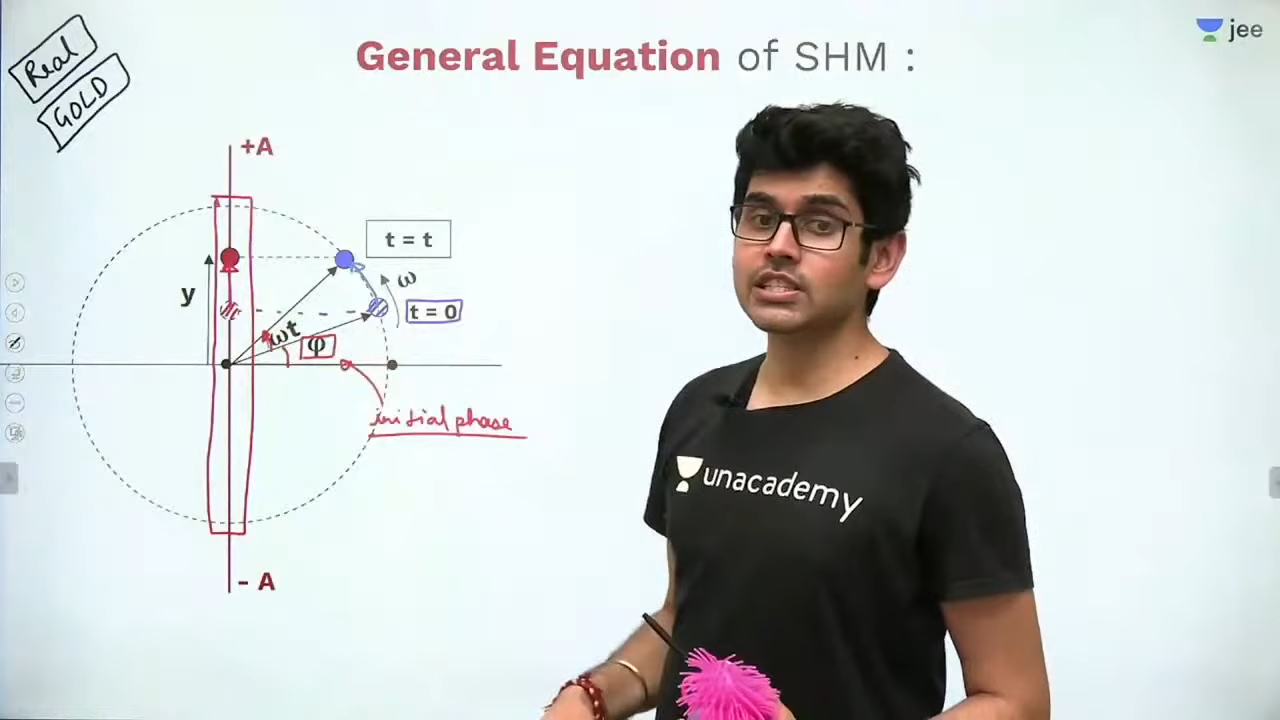 Real
GOLD
General Equation of SHM :
jee
+A
t = t
ω
y
t = 0
ωt
φ
initial phase
unacademy
- A